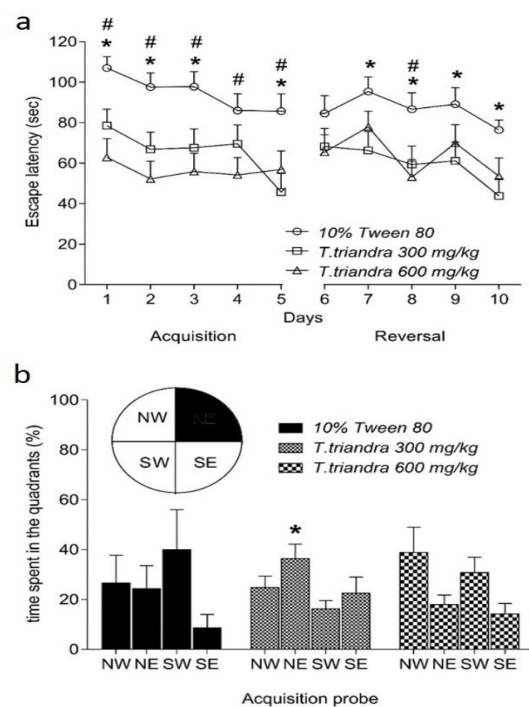 a
Escape latency (sec)
120
100
80
60
40
20
0
# # # # #
* * * *
#
* * * *
10% Tween 80
T.triandra 300 mg/kg
T.triandra 600 mg/kg
1 2 3 4 5 6 7 8 9 10
Days
Acquisition Reversal
b
time spent in the quadrants (%)
100
80
60
40
20
0
NW NE
SW SE
10% Tween 80
T.triandra 300 mg/kg
T.triandra 600 mg/kg
*
NW NE SW SE NW NE SW SE NW NE SW SE
Acquisition probe